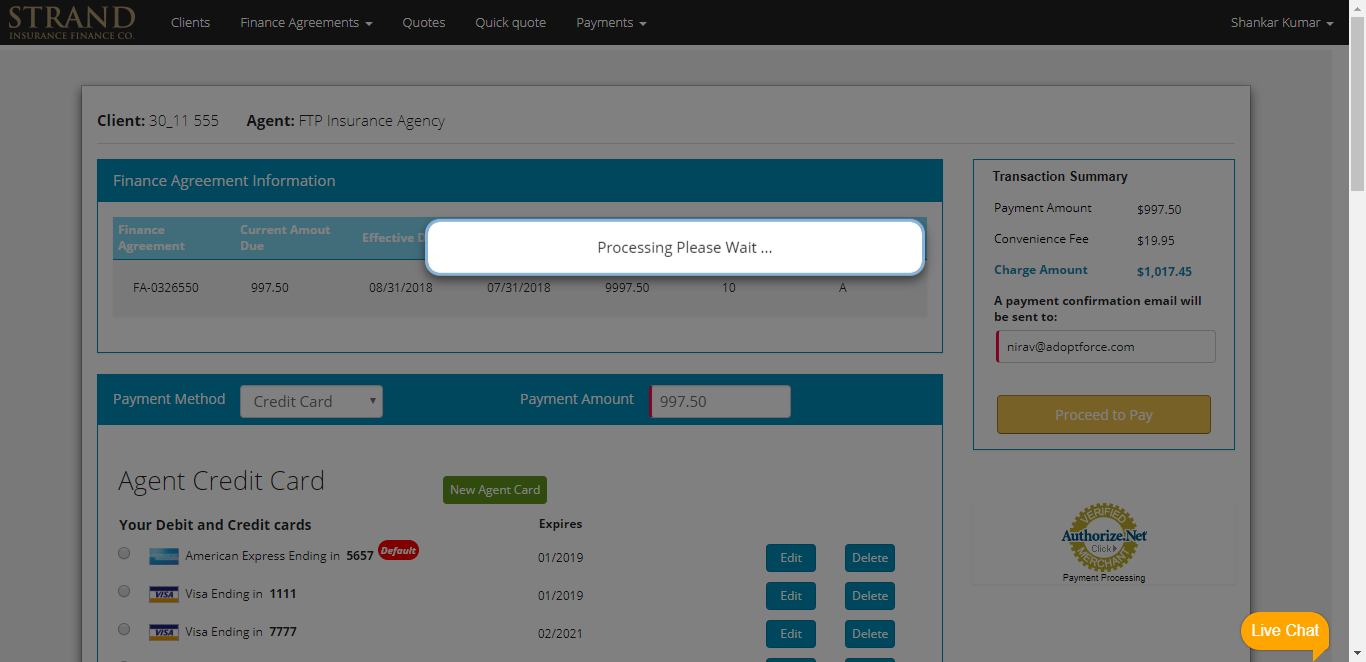 STRAND
INSURANCE FINANCE CO.
Clients
Finance Agreements
Quotes
Quick quote
Payments
Shankar Kumar
Client: 30_11 555
Agent: FTP Insurance Agency
Finance Agreement Information
Finance
Agreement
Current Amout
Due
Effective D
FA-0326550
997.50
08/31/2018
07/31/2018
9997.50
10
A
Processing Please Wait ...
Transaction Summary
Payment Amount
$997.50
Convenience Fee
$19.95
Charge Amount
$1,017.45
A payment confirmation email will
be sent to:
nirav@adoptforce.com
Proceed to Pay
Payment Method
Credit Card
Payment Amount
997.50
Agent Credit Card
New Agent Card
Your Debit and Credit cards
Expires
American Express Ending in 5657 Default
01/2019
Edit
Delete
VISA
Visa Ending in 1111
01/2019
Edit
Delete
VISA
Visa Ending in 7777
02/2021
Edit
Delete
VERIFIED
Authorize.Net
Click
MERCHANT
Payment Processing
Live Chat